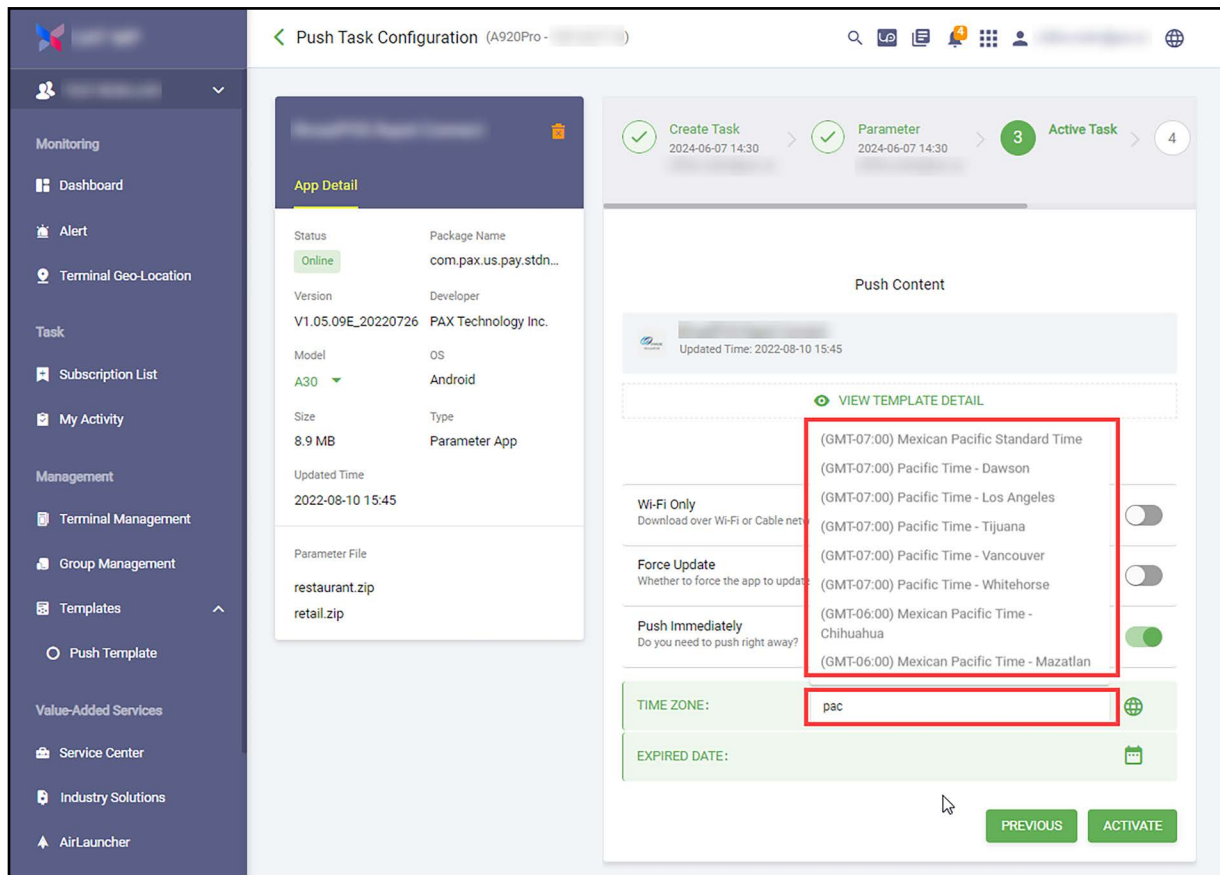 Push Task Configuration (A920Pro - )
4
Monitoring
Dashboard
Alert
Terminal Geo-Location
Task
Subscription List
My Activity
Management
Terminal Management
Group Management
Templates
Push Template
Value-Added Services
Service Center
Industry Solutions
AirLauncher
App Detail
Status
Package Name
Online
com.pax.us.pay.stdn...
Version
Developer
V1.05.09E_20220726
PAX Technology Inc.
Model
OS
A30
Android
Size
Type
8.9 MB
Parameter App
Updated Time
2022-08-10 15:45
Parameter File
restaurant.zip
retail.zip
Create Task
2024-06-07 14:30
Parameter
2024-06-07 14:30
3
Active Task
4
Push Content
Updated Time: 2022-08-10 15:45
VIEW TEMPLATE DETAIL
(GMT-07:00) Mexican Pacific Standard Time
(GMT-07:00) Pacific Time - Dawson
(GMT-07:00) Pacific Time - Los Angeles
(GMT-07:00) Pacific Time - Tijuana
(GMT-07:00) Pacific Time - Vancouver
(GMT-07:00) Pacific Time - Whitehorse
(GMT-06:00) Mexican Pacific Time -
Chihuahua
(GMT-06:00) Mexican Pacific Time - Mazatlan
Wi-Fi Only
Download over Wi-Fi or Cable netw
Force Update
Whether to force the app to update
Push Immediately
Do you need to push right away?
TIME ZONE:
pac
EXPIRED DATE:
PREVIOUS
ACTIVATE